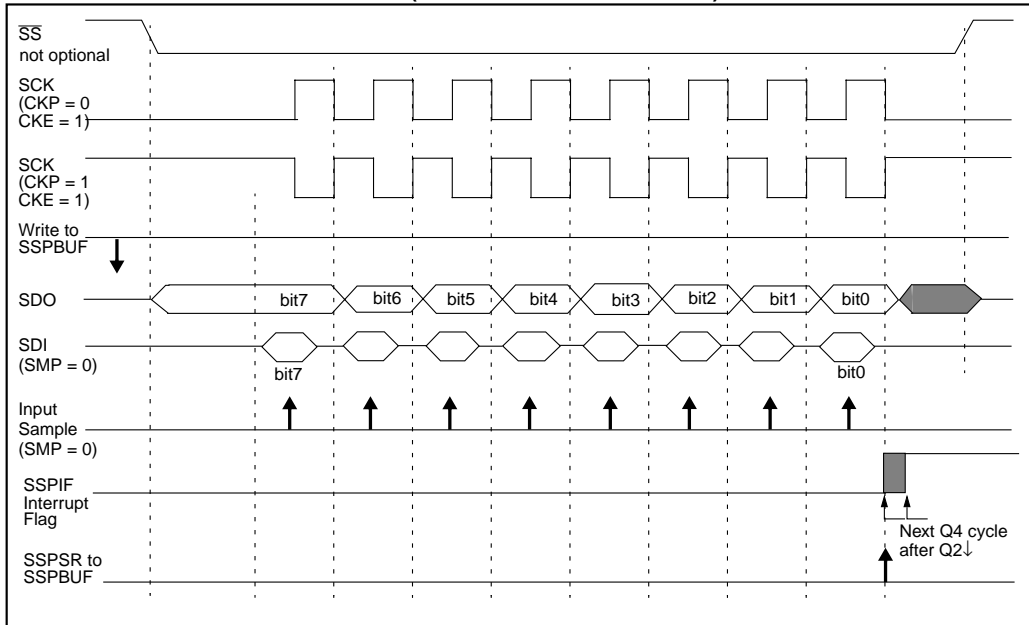 SS
not optional
SCK
(CKP = 0
CKE = 1)
SCK
(CKP = 1
CKE = 1)
Write to
SSPBUF
SDO
bit7 bit6 bit5 bit4 bit3 bit2 bit1 bit0
SDI
(SMP = 0)
bit7 bit0
Input
Sample
(SMP = 0)
SSPIF
Interrupt
Flag
Next Q4 cycle
after Q2↓
SSPSR to
SSPBUF